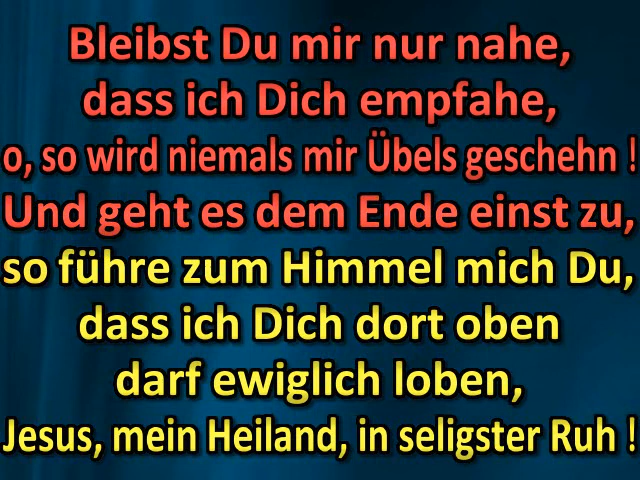 Bleibst Du mir nur nahe,
dass ich Dich empfahe,
o, so wird niemals mir Übels geschehn !
Und geht es dem Ende einst zu,
so führe zum Himmel mich Du,
dass ich Dich dort oben
darf ewiglich loben,
Jesus, mein Heiland, in seligster Ruh !